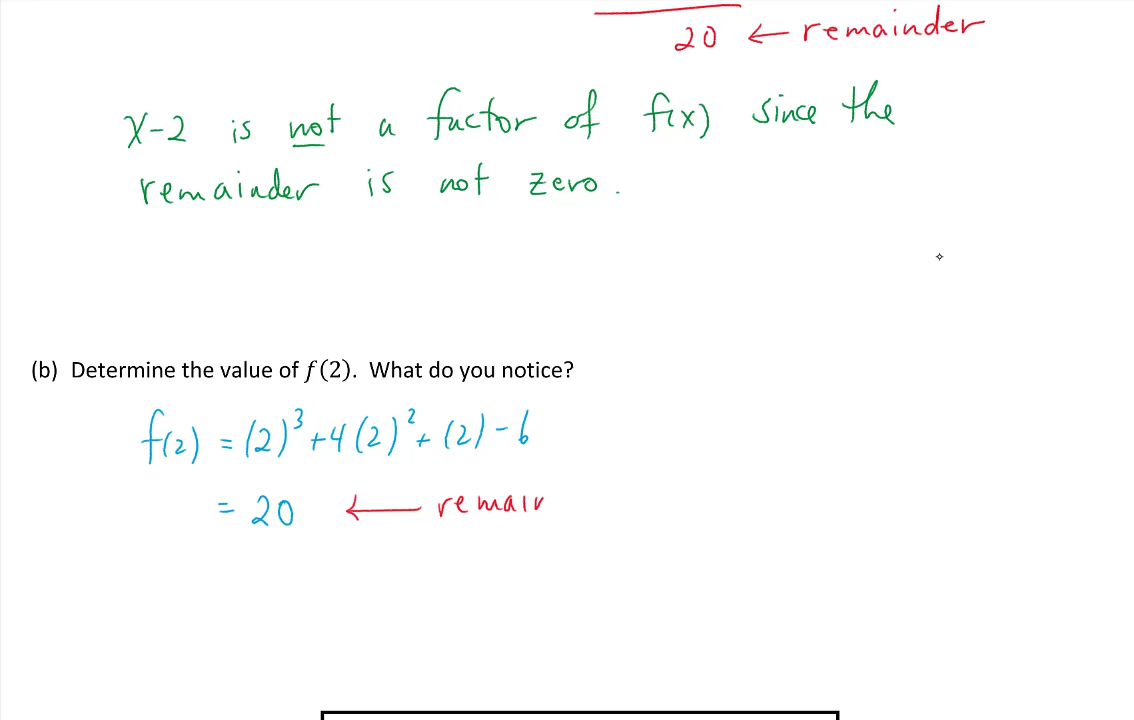 20 ← remainder
x-2 is not a factor of f(x) since the
remainder is not zero.
(b) Determine the value of f(2). What do you notice?
f(2) = (2)³+4(2)²+(2)-6
= 20 ← remain